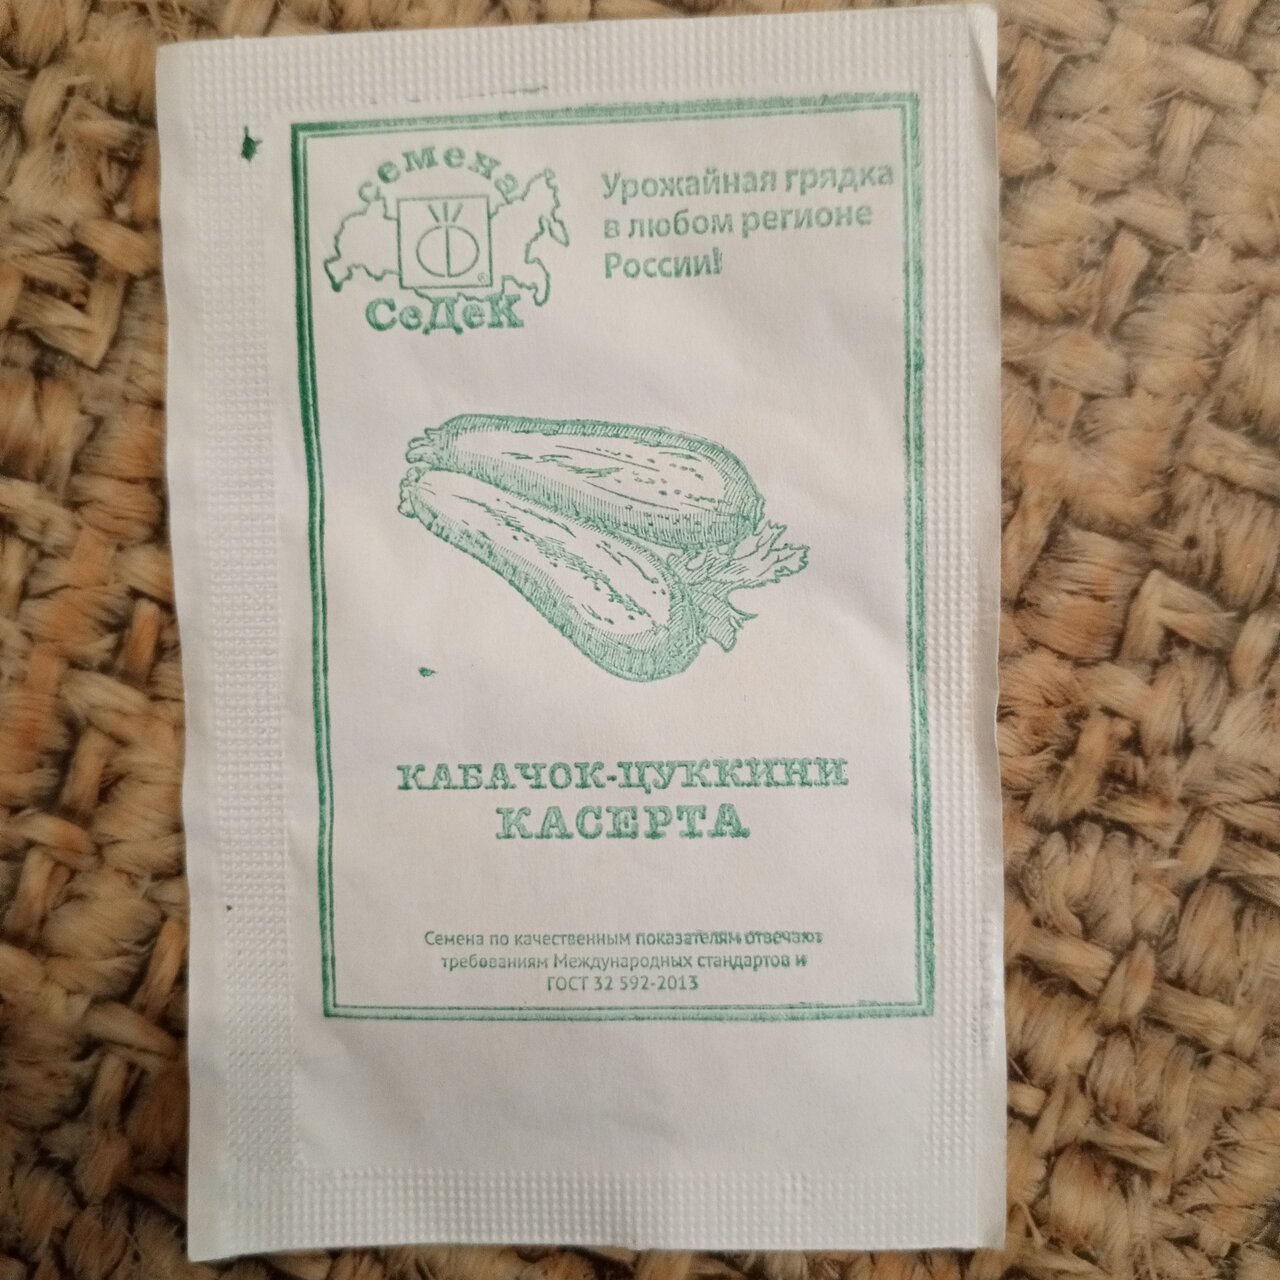 семена
СеДеК
Урожайная грядка
в любом регионе
России!
КАБАЧОК-ЦУККИНИ
КАСЕРТА
Семена по качественным показателям отвечают
требованиям Международных стандартов и
ГОСТ 32 592-2013